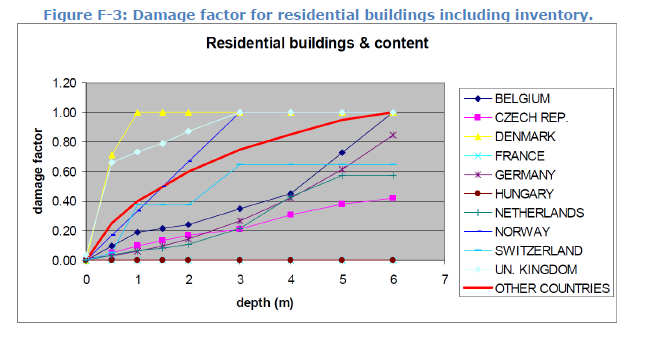 Figure F-3: Damage factor for residential buildings including inventory.
Residential buildings & content
1.20
1.00
0.80
0.60
0.40
0.20
0.00
damage factor
0 1 2 3 4 5 6 7
depth (m)
BELGIUM
CZECH REP.
DENMARK
FRANCE
GERMANY
HUNGARY
NETHERLANDS
NORWAY
SWITZERLAND
UN. KINGDOM
OTHER COUNTRIES